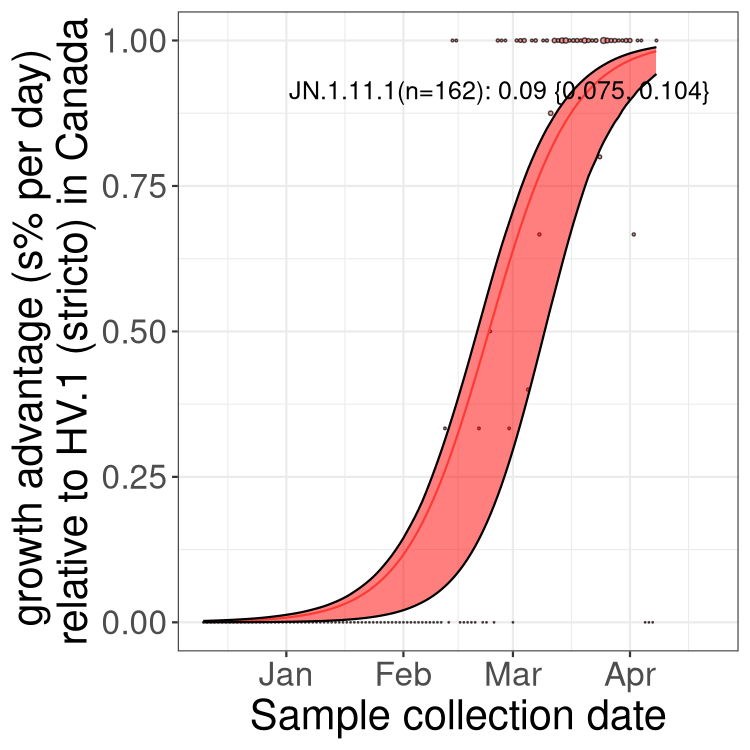 growth advantage (s% per day)
relative to HV.1 (stricto) in Canada
1.00
0.75
0.50
0.25
0.00
JN.1.11.1(n=162): 0.09 {0.075, 0.104}
Jan Feb Mar Apr
Sample collection date